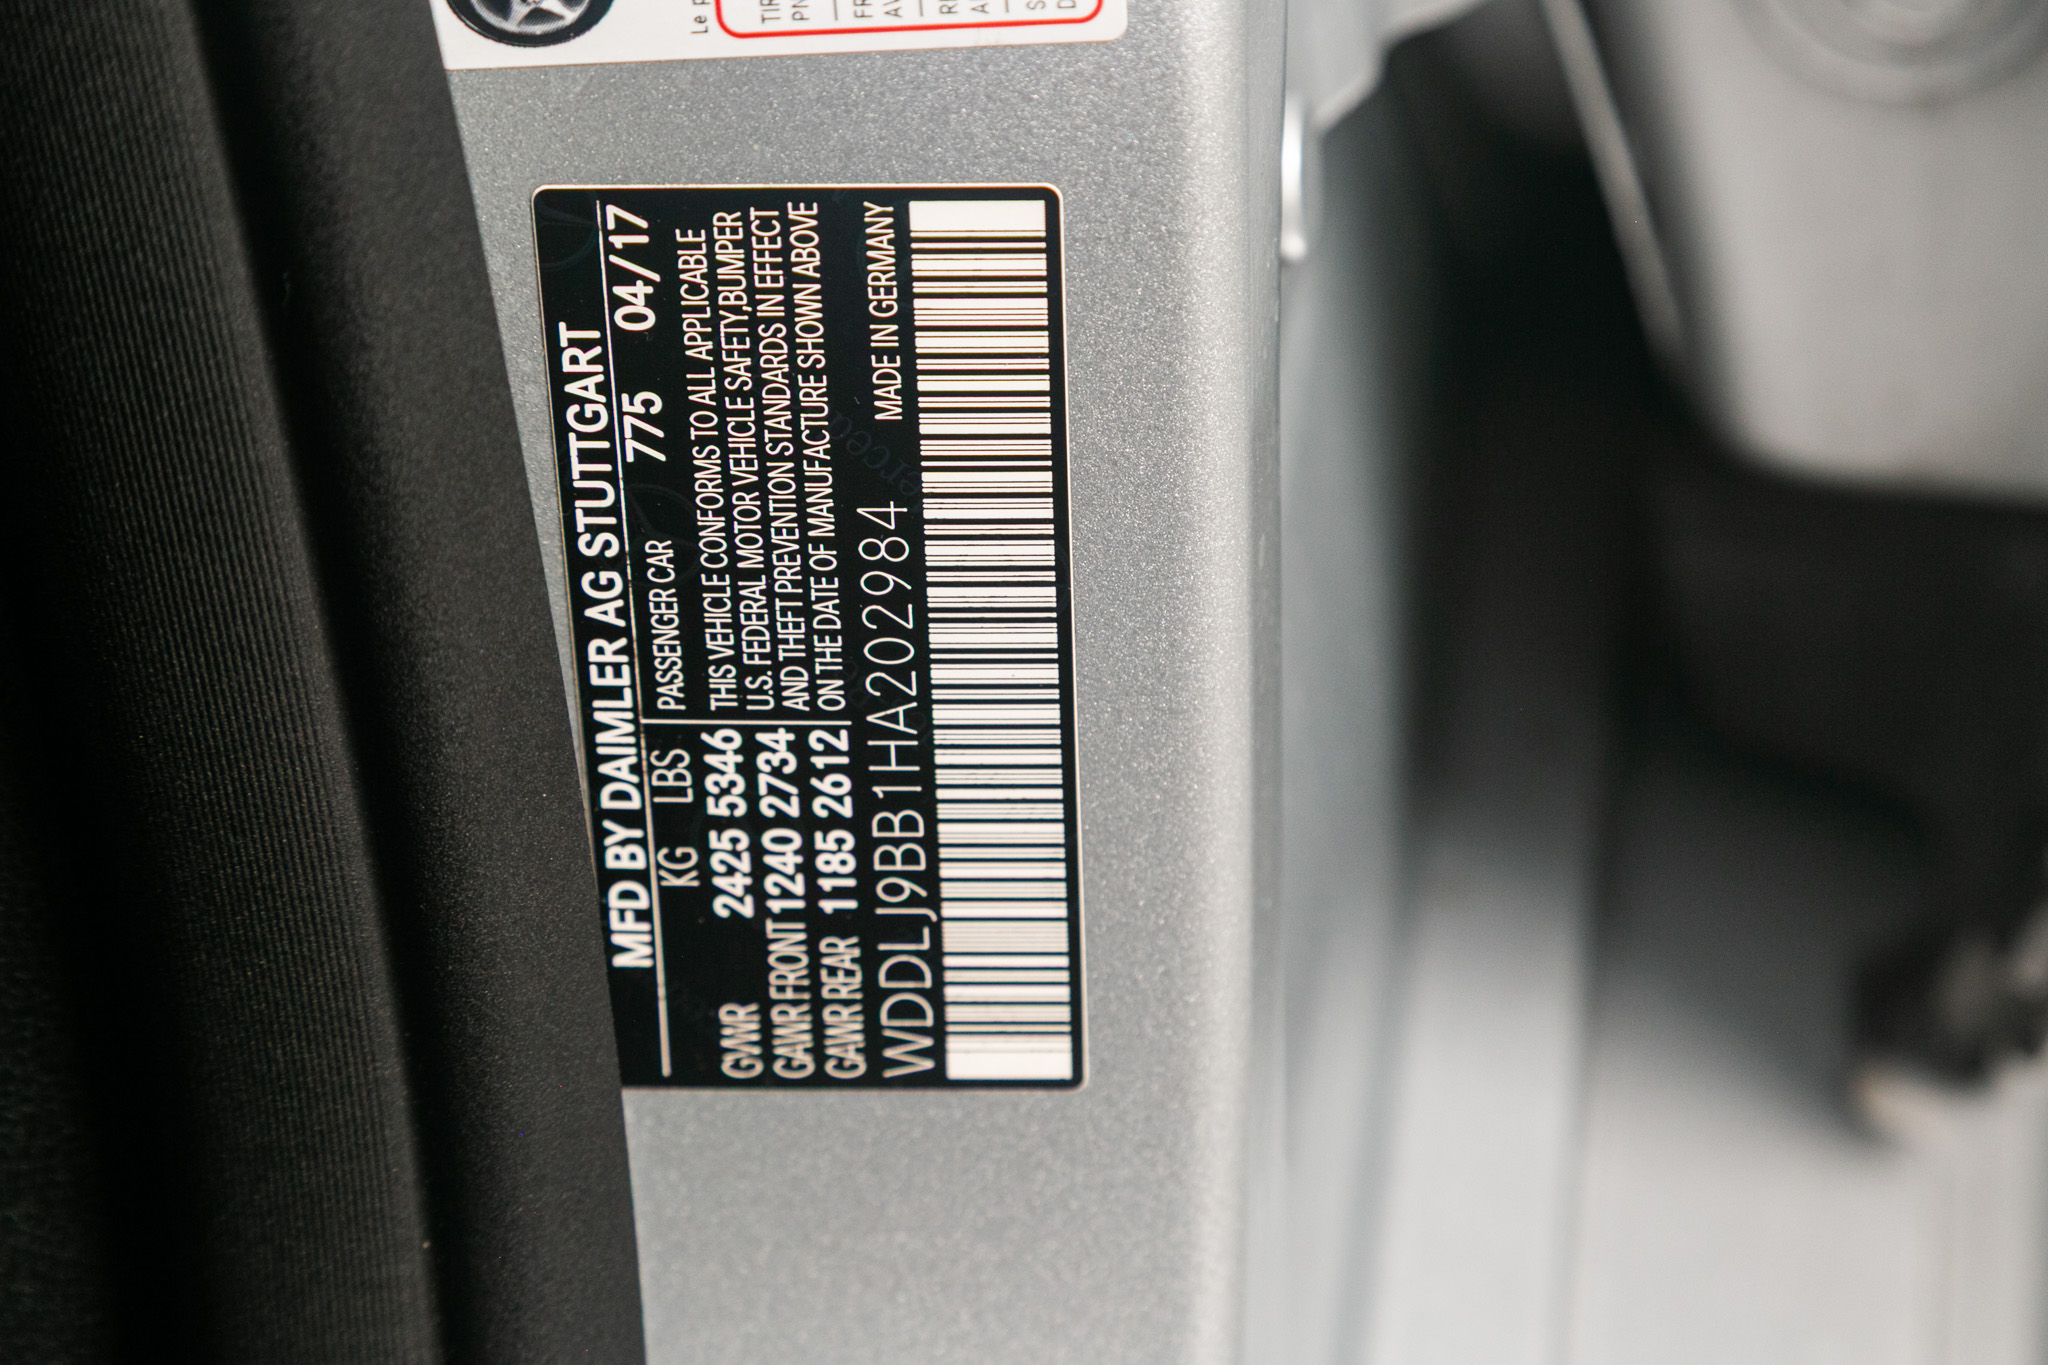 MFD BY DAIMLER AG STUTTGART
775 04/17
KG LBS PASSENGER CAR
GVWR 2425 5346 THIS VEHICLE CONFORMS TO ALL APPLICABLE
U.S. FEDERAL MOTOR VEHICLE SAFETY,BUMPER
GAWR FRONT 1240 2734 AND THEFT PREVENTION STANDARDS IN EFFECT
GAWR REAR 1185 2612 ON THE DATE OF MANUFACTURE SHOWN ABOVE
WDDLJ9BB1HA202984 MADE IN GERMANY
Le